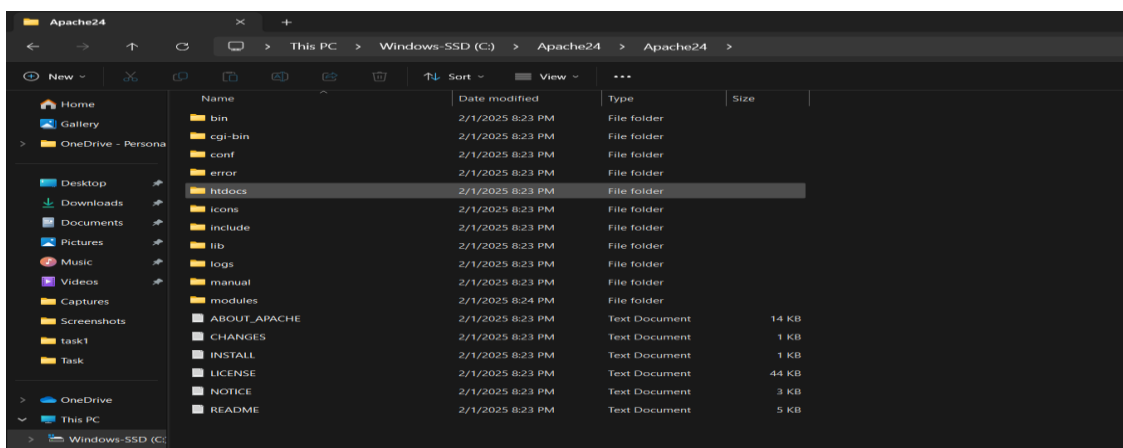 Apache24
This PC > Windows-SSD (C:) > Apache24 > Apache24 >
New Sort View
Name Date modified Type Size
Home
Gallery
OneDrive - Persona
Desktop
Downloads
Documents
Pictures
Music
Videos
Captures
Screenshots
task1
Task
OneDrive
This PC
Windows-SSD (C:
bin 2/1/2025 8:23 PM File folder
cgi-bin 2/1/2025 8:23 PM File folder
conf 2/1/2025 8:23 PM File folder
error 2/1/2025 8:23 PM File folder
htdocs 2/1/2025 8:23 PM File folder
icons 2/1/2025 8:23 PM File folder
include 2/1/2025 8:23 PM File folder
lib 2/1/2025 8:23 PM File folder
logs 2/1/2025 8:23 PM File folder
manual 2/1/2025 8:23 PM File folder
modules 2/1/2025 8:24 PM File folder
ABOUT_APACHE 2/1/2025 8:23 PM Text Document 14 KB
CHANGES 2/1/2025 8:23 PM Text Document 1 KB
INSTALL 2/1/2025 8:23 PM Text Document 1 KB
LICENSE 2/1/2025 8:23 PM Text Document 44 KB
NOTICE 2/1/2025 8:23 PM Text Document 3 KB
README 2/1/2025 8:23 PM Text Document 5 KB